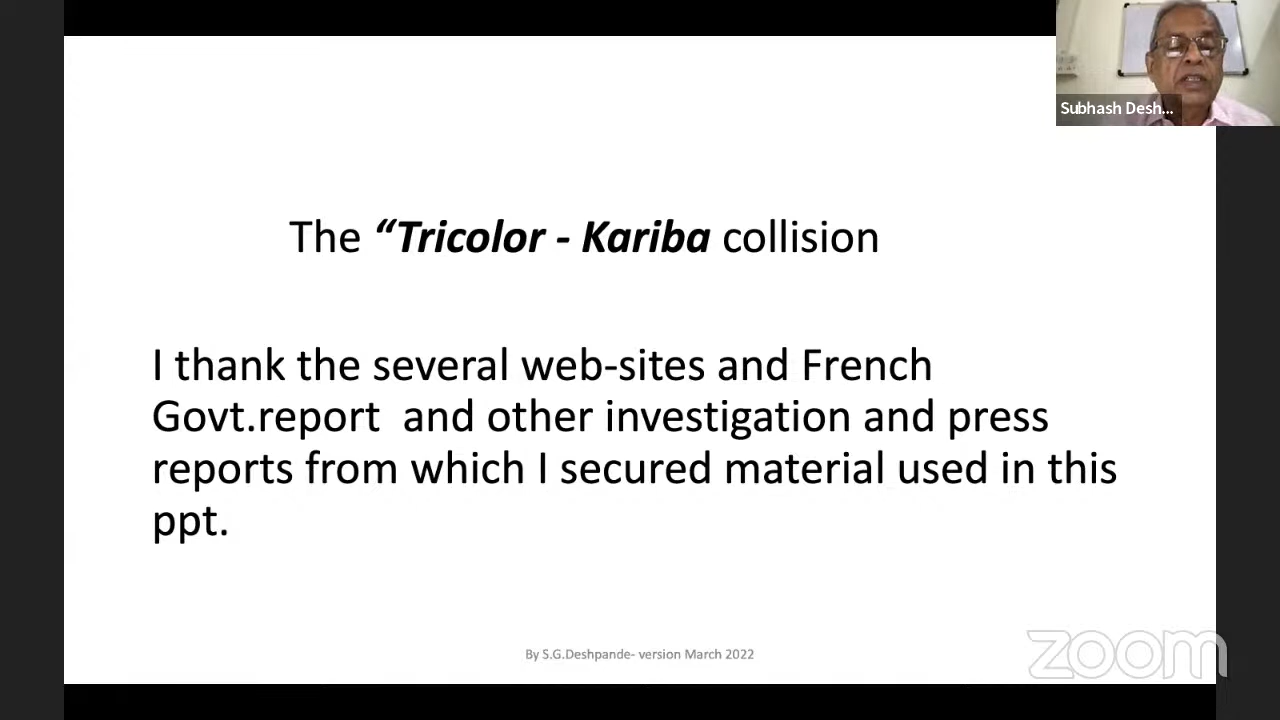 Subhash Desh...
The “Tricolor - Kariba collision
I thank the several web-sites and French
Govt.report  and other investigation and press
reports from which I secured material used in this
ppt.
By S.G.Deshpande- version March 2022
zoom